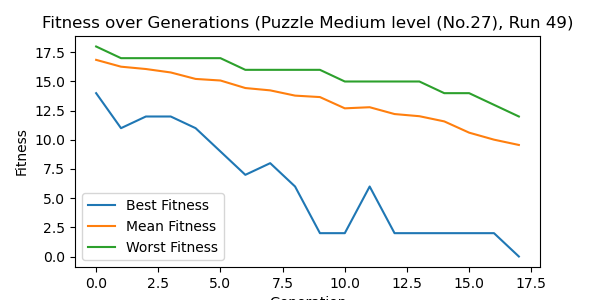 Fitness over Generations (Puzzle Medium level (No.27), Run 49)
17.5
15.0
12.5
10.0
7.5
5.0
2.5
0.0
Fitness
Best Fitness
Mean Fitness
Worst Fitness
0.0 2.5 5.0 7.5 10.0 12.5 15.0 17.5
Generation